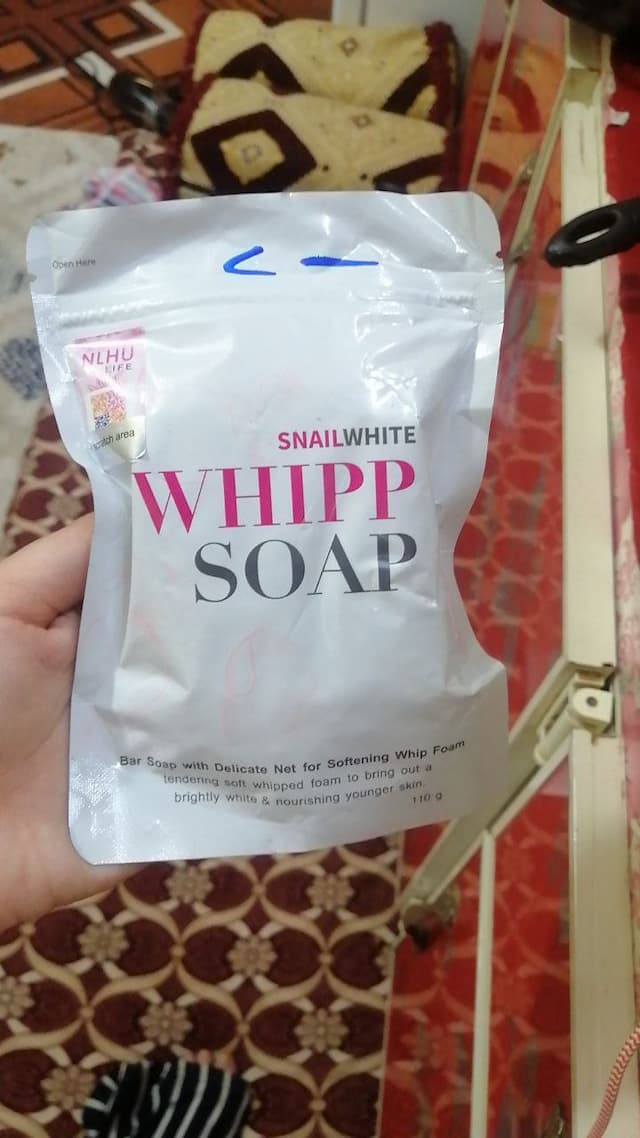 Open Here
NLHU
LIFE
scratch area
SNAILWHITE
WHIPP
SOAP
Bar Soap with Delicate Net for Softening Whip Foam
tendering soft whipped foam to bring out a
brightly white & nourishing younger skin.
110 g